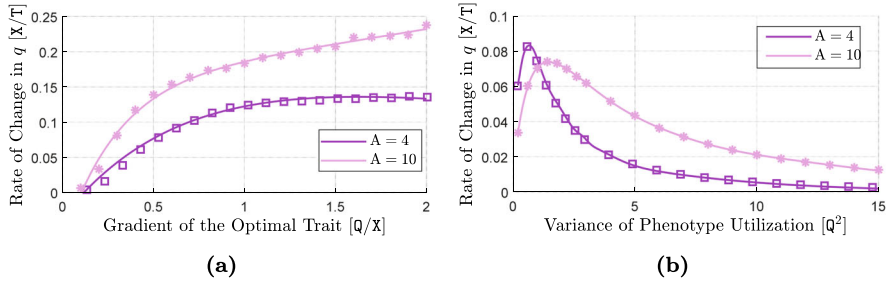 0.25
0.2
0.15
0.1
0.05
0
Rate of Change in q [X/T]
A = 4
A = 10
0 0.5 1 1.5 2
Gradient of the Optimal Trait [Q/X]
(a)
0.1
0.08
0.06
0.04
0.02
0
Rate of Change in q [X/T]
A = 4
A = 10
0 5 10 15
Variance of Phenotype Utilization [Q²]
(b)